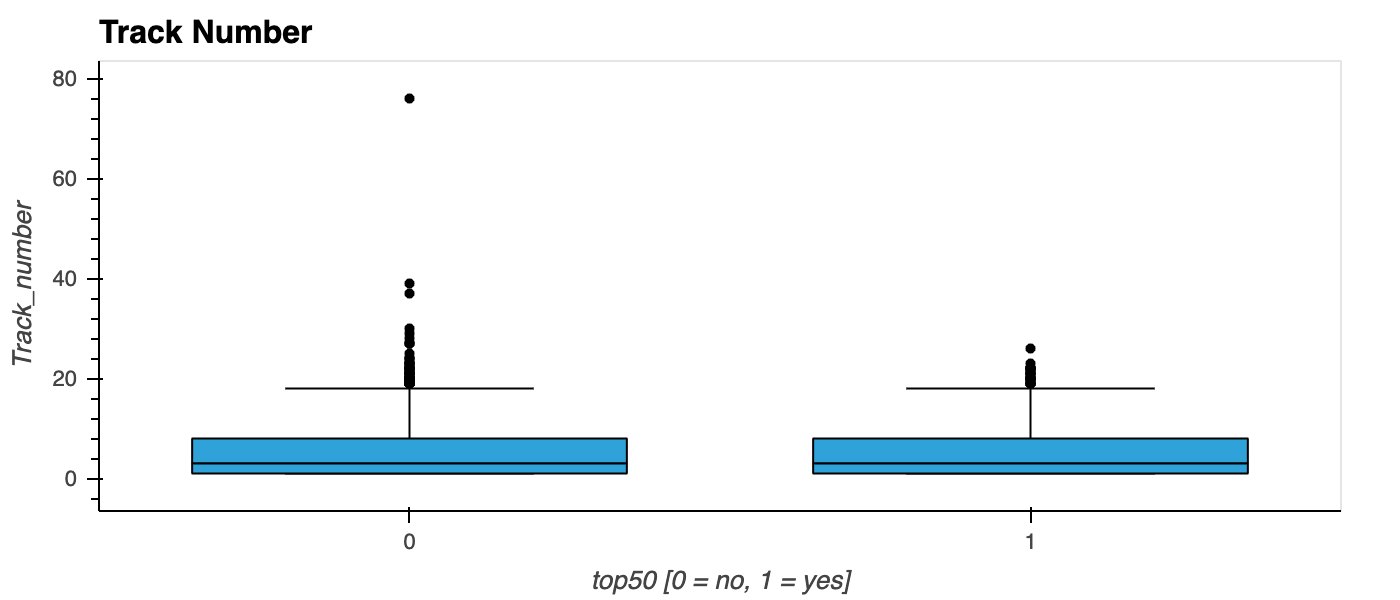 Track Number
80
60
40
20
0
Track_number
0
1
top50 [0 = no, 1 = yes]